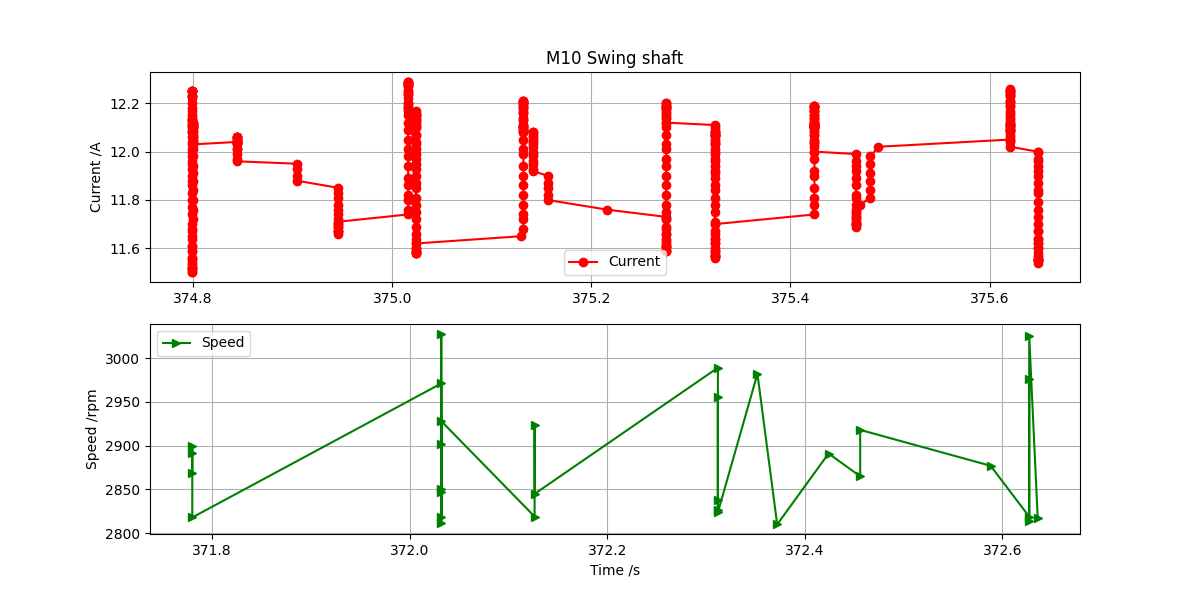 M10 Swing shaft
Current /A
12.2
12.0
11.8
11.6
Current
374.8 375.0 375.2 375.4 375.6
Speed /rpm
3000
2950
2900
2850
2800
Speed
371.8 372.0 372.2 372.4 372.6
Time /s